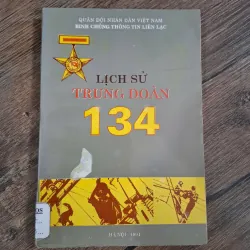 QUÂN ĐỘI NHÂN DÂN VIỆT NAM
BINH CHỦNG THÔNG TIN LIÊN LẠC
LỊCH SỬ
TRUNG ĐOÀN
134